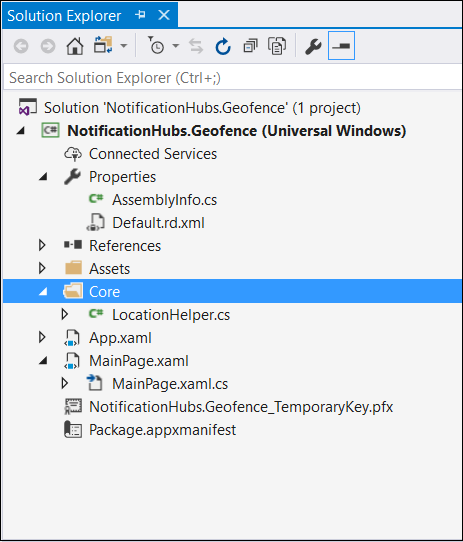 Solution Explorer
Search Solution Explorer (Ctrl+;)
Solution 'NotificationHubs.Geofence' (1 project)
C# NotificationHubs.Geofence (Universal Windows)
Connected Services
Properties
C# AssemblyInfo.cs
Default.rd.xml
References
Assets
Core
C# LocationHelper.cs
App.xaml
MainPage.xaml
MainPage.xaml.cs
NotificationHubs.Geofence_TemporaryKey.pfx
Package.appxmanifest